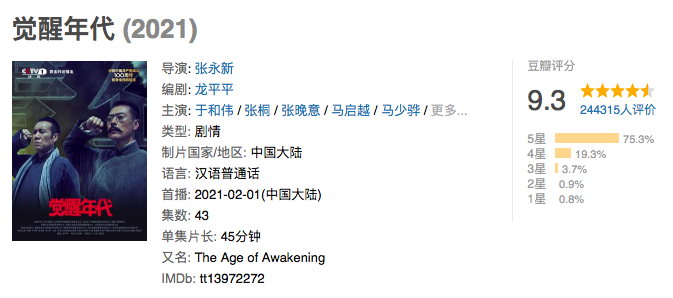 觉醒年代 (2021)
CCTV1
100周年
觉醒年代
导演: 张永新
编剧: 龙平平
主演: 于和伟 / 张桐 / 张晚意 / 马启越 / 马少骅 / 更多...
类型: 剧情
制片国家/地区: 中国大陆
语言: 汉语普通话
首播: 2021-02-01(中国大陆)
集数: 43
单集片长: 45分钟
又名: The Age of Awakening
IMDb: tt13972272
豆瓣评分
9.3
244315人评价
5星 75.3%
4星 19.3%
3星 3.7%
2星 0.9%
1星 0.8%